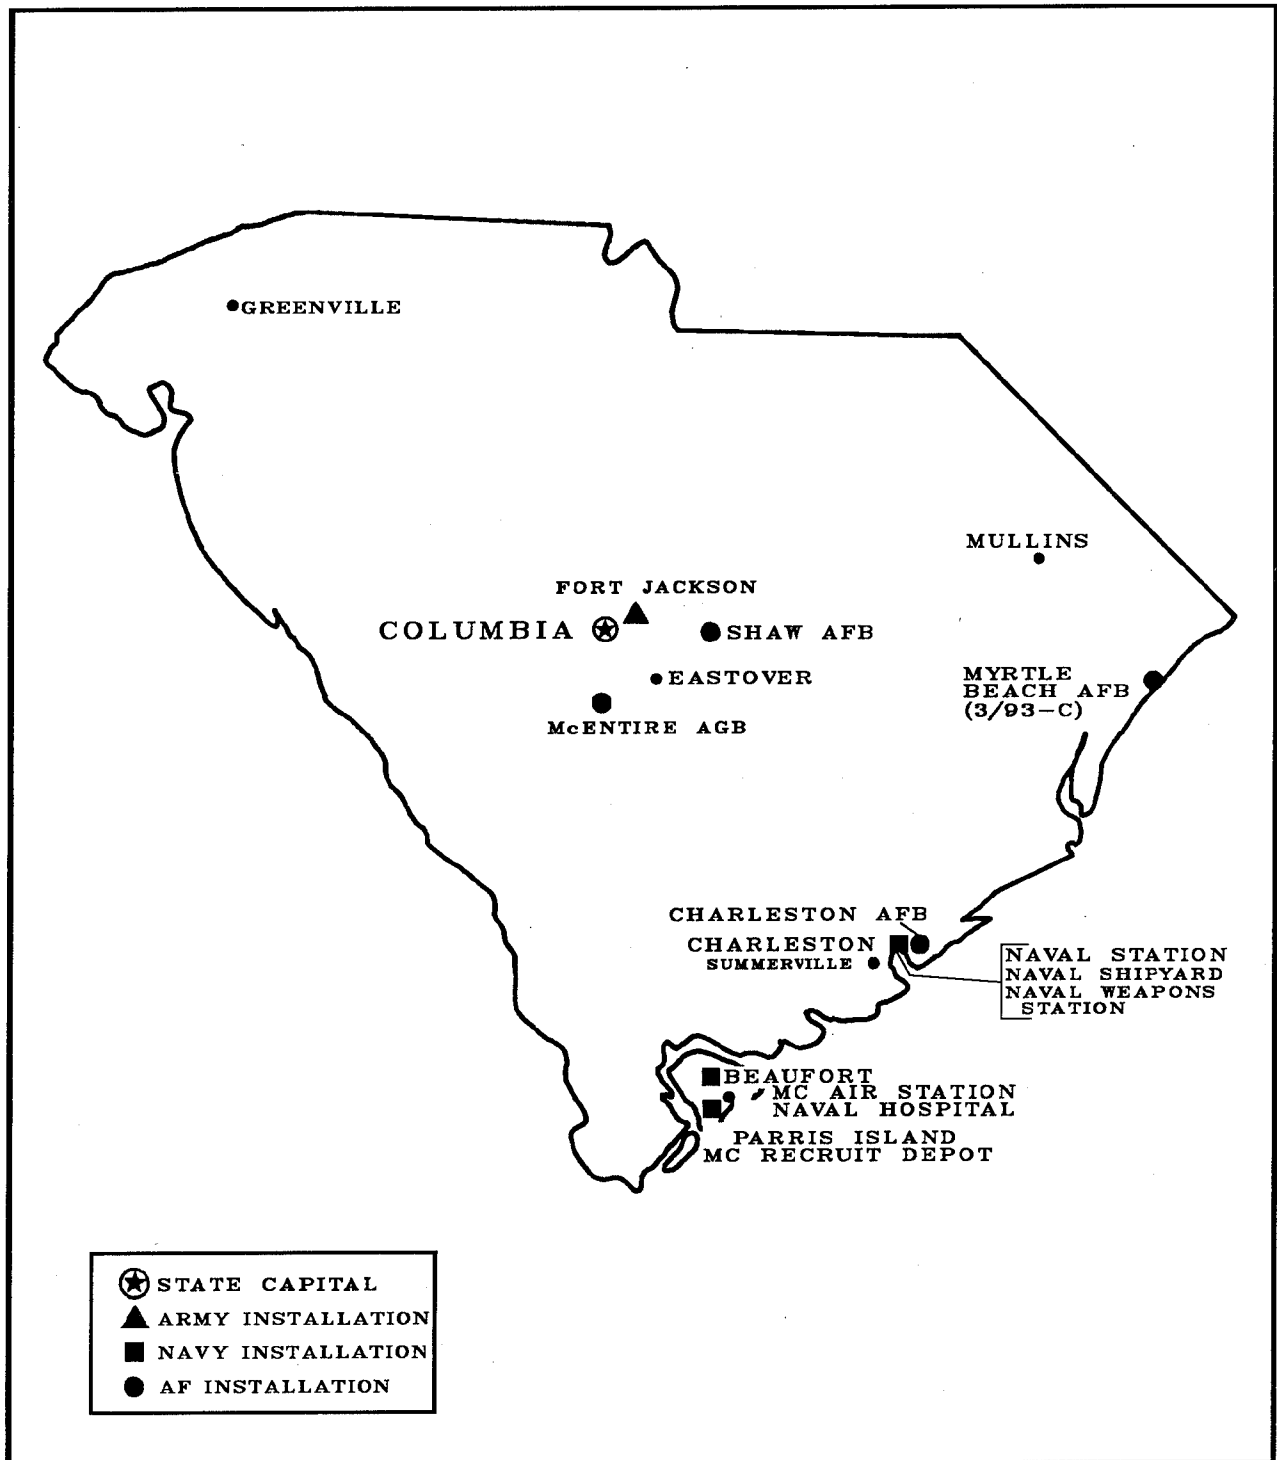 GREENVILLE
MULLINS
FORT JACKSON
COLUMBIA
SHAW AFB
EASTOVER
MYRTLE
BEACH AFB
(3/93-C)
McENTIRE AGB
CHARLESTON AFB
CHARLESTON
SUMMERVILLE
NAVAL STATION
NAVAL SHIPYARD
NAVAL WEAPONS
STATION
BEAUFORT
MC AIR STATION
NAVAL HOSPITAL
PARRIS ISLAND
MC RECRUIT DEPOT
STATE CAPITAL
ARMY INSTALLATION
NAVY INSTALLATION
AF INSTALLATION